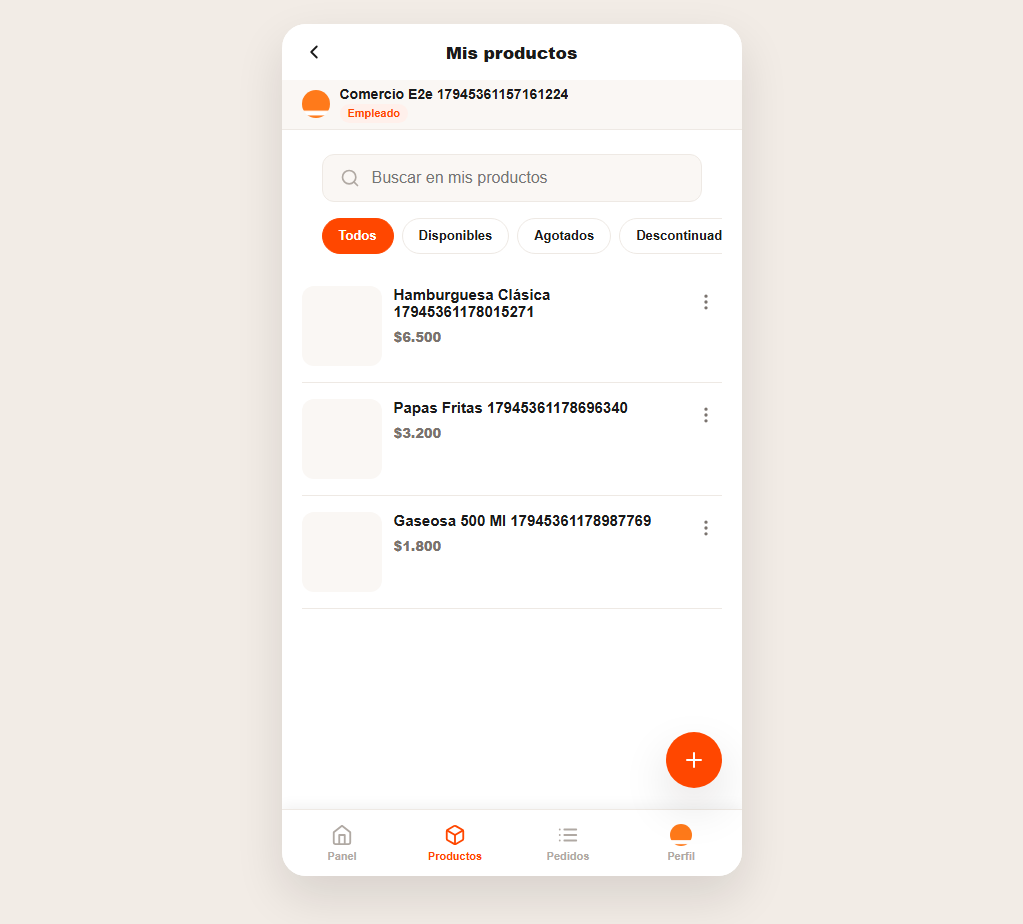 Mis productos
Comercio E2e 17945361157161224
Empleado
Buscar en mis productos
Todos
Disponibles
Agotados
Descontinuad
Hamburguesa Clásica
17945361178015271
$6.500
Papas Fritas 17945361178696340
$3.200
Gaseosa 500 Ml 17945361178987769
$1.800
Panel
Productos
Pedidos
Perfil